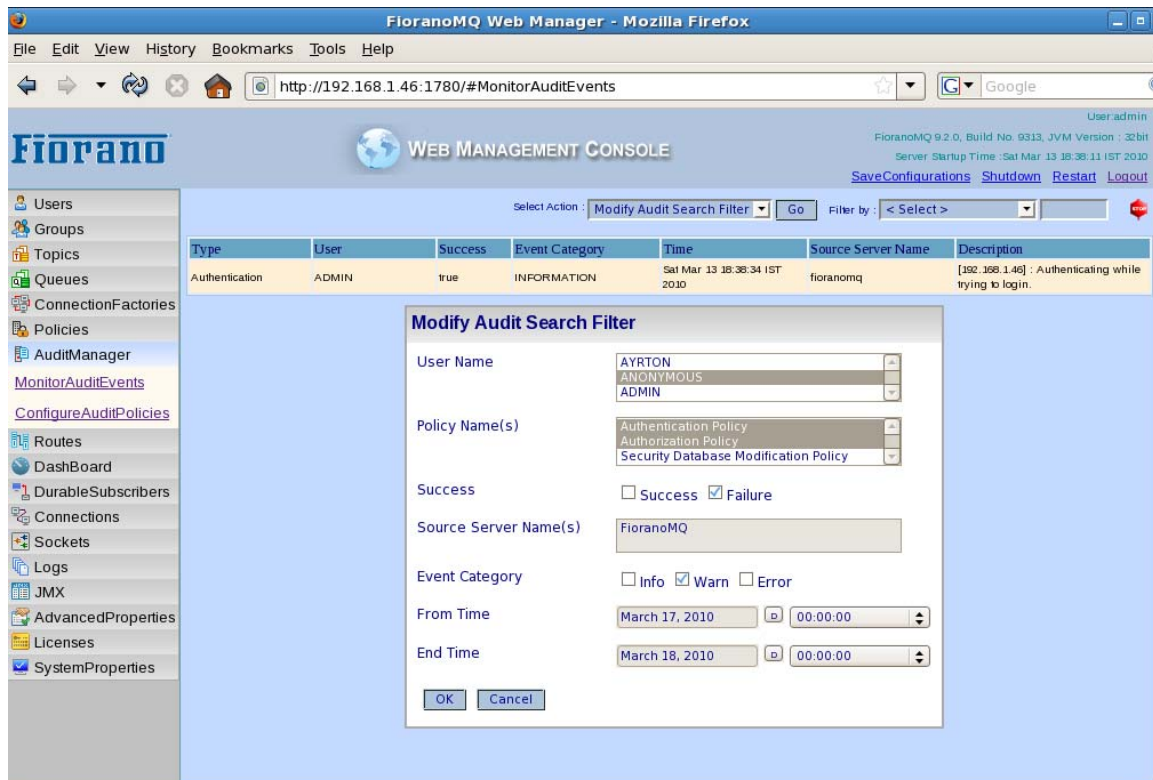 FioranoMQ Web Manager - Mozilla Firefox
File Edit View History Bookmarks Tools Help
http://192.168.1.46:1780/#MonitorAuditEvents
G Google
User:admin
FioranoMQ 9.2.0, Build No. 9313, JVM Version : 32bit
Server Startup Time :Sat Mar 13 18:38:11 IST 2010
Fiorano
WEB MANAGEMENT CONSOLE
SaveConfigurations Shutdown Restart Logout
Select Action : Modify Audit Search Filter Go Filter by : < Select > STOP
Users
Groups
Topics
Queues
ConnectionFactories
Policies
AuditManager
MonitorAuditEvents
ConfigureAuditPolicies
Routes
DashBoard
DurableSubscribers
Connections
Sockets
Logs
JMX
AdvancedProperties
Licenses
SystemProperties
Type User Success Event Category Time Source Server Name Description
Authentication ADMIN true INFORMATION Sat Mar 13 18:38:34 IST 2010 fioranomq [192.168.1.46] : Authenticating while trying to login.
Modify Audit Search Filter
User Name
AYRTON
ANONYMOUS
ADMIN
Policy Name(s)
Authentication Policy
Authorization Policy
Security Database Modification Policy
Success
Success Failure
Source Server Name(s)
FioranoMQ
Event Category
Info Warn Error
From Time
March 17, 2010 D 00:00:00
End Time
March 18, 2010 D 00:00:00
OK Cancel